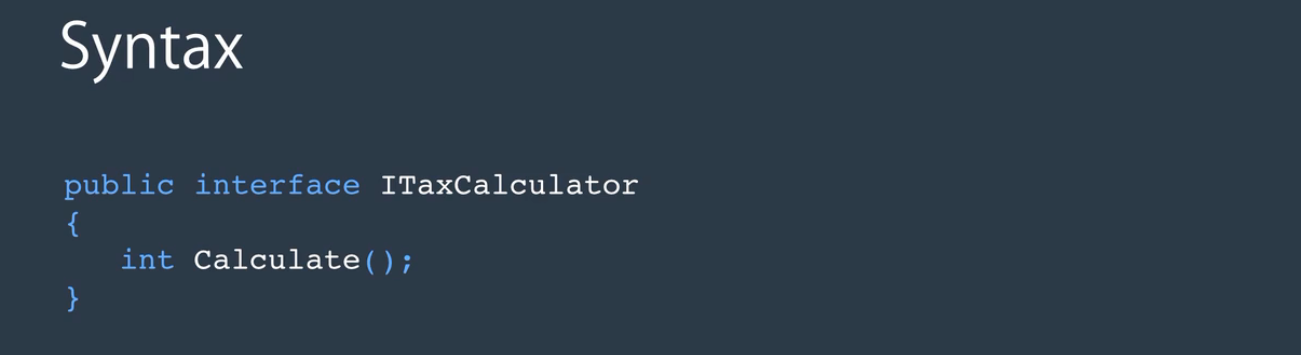 Syntax
public interface ITaxCalculator
{
int Calculate();
}